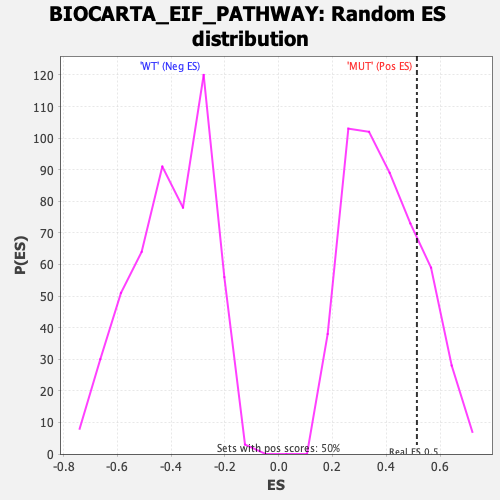 BIOCARTA_EIF_PATHWAY: Random ES
distribution
'WT' (Neg ES)
'MUT' (Pos ES)
120
110
100
90
80
70
60
50
40
30
20
10
0
P(ES)
Sets with pos scores: 50%
Real ES 0.5
-0.8 -0.6 -0.4 -0.2 0.0 0.2 0.4 0.6
ES